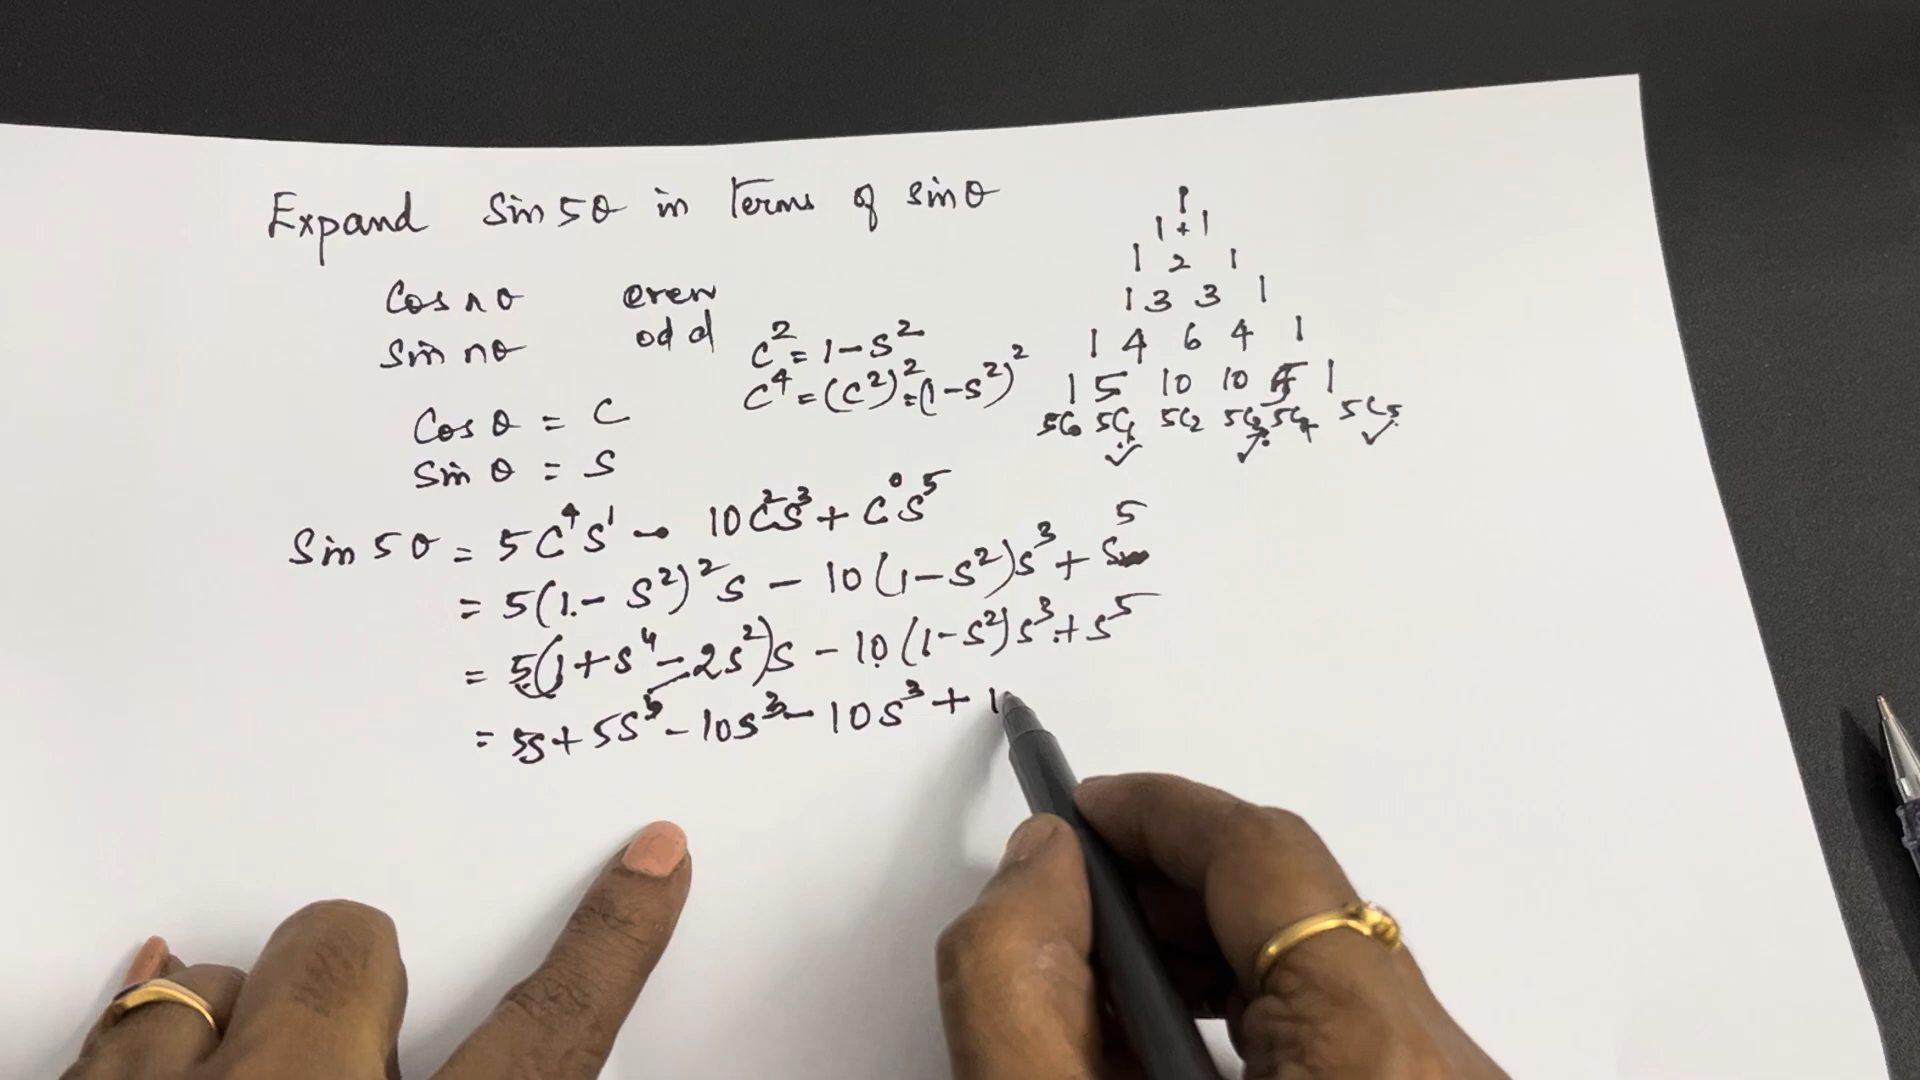 Expand sin 5θ in terms of sinθ
Cos nθ even
Sin nθ odd
C² = 1-S²
C⁴ = (C²)² = (1-S²)²
Cos θ = C
Sin θ = S
1
1 + 1
1 2 1
1 3 3 1
1 4 6 4 1
1 5 10 10 5 1
5C₀ 5C₁ 5C₂ 5C₃ 5C₄ 5C₅
Sin 5θ = 5C⁴S¹ - 10C²S³ + C⁰S⁵
= 5(1-S²)²S - 10(1-S²)S³ + S⁵
= 5(1+S⁴-2S²)S - 10(1-S²)S³ + S⁵
= 5S + 5S⁵ - 10S³ - 10S³ + 1